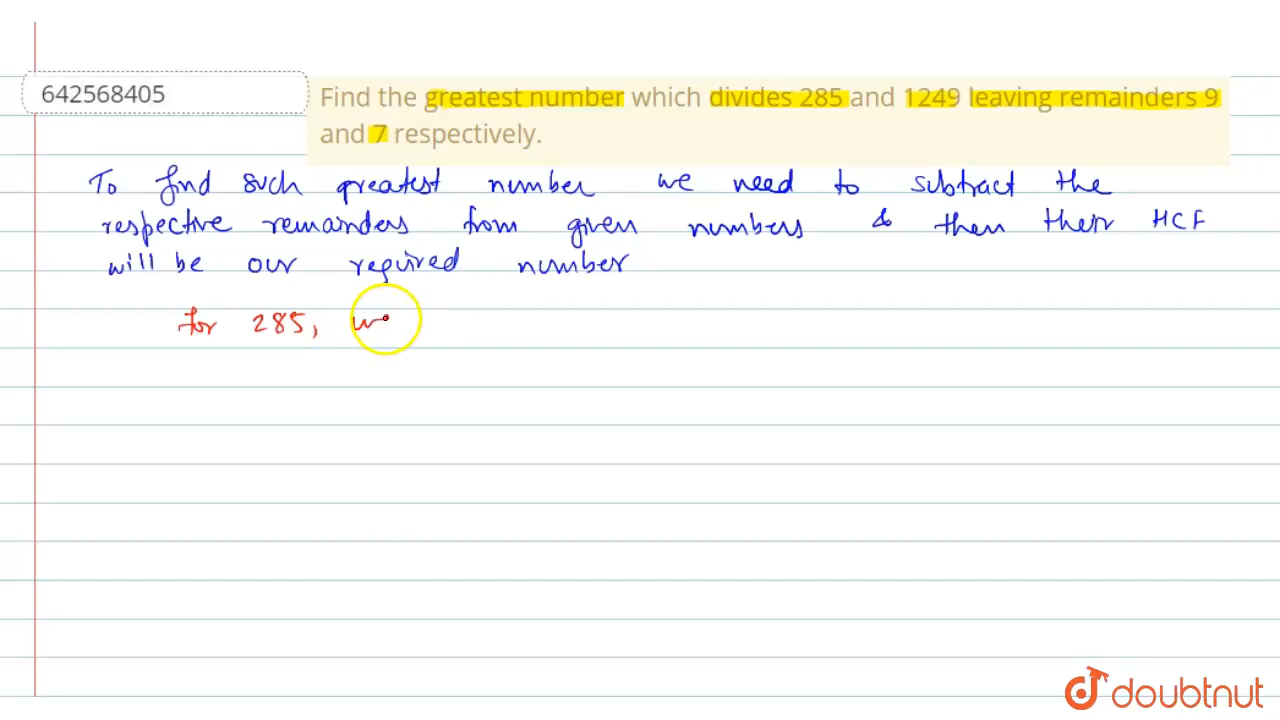 642568405
Find the greatest number which divides 285 and 1249 leaving remainders 9
and 7 respectively.
To find such greatest number we need to subtract the
respective remainders from given numbers & then their HCF
will be our required number
for 285, w
doubtnut